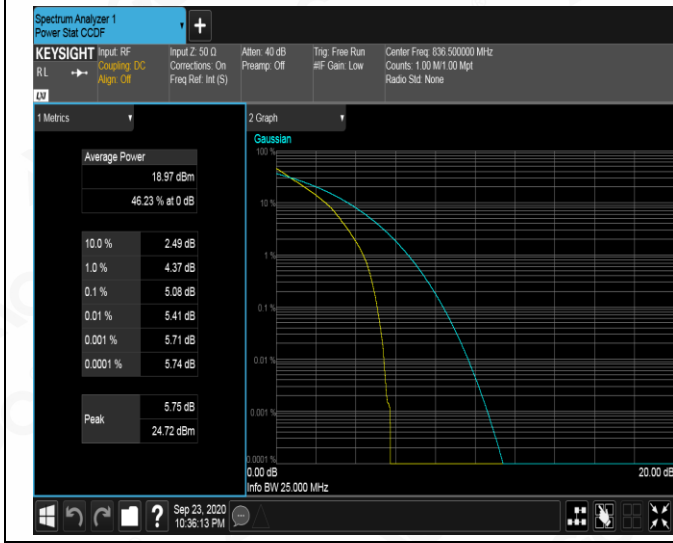 Spectrum Analyzer 1
Power Stat CCDF
+
KEYSIGHT
RL
LXI
Input: RF
Coupling: DC
Align: Off
Input Z: 50 Ω
Corrections: On
Freq Ref: Int (S)
Atten: 40 dB
Preamp: Off
Trig: Free Run
#IF Gain: Low
Center Freq: 836.500000 MHz
Counts: 1.00 M/1.00 Mpt
Radio Std: None
1 Metrics
Average Power
18.97 dBm
46.23 % at 0 dB
10.0 % 2.49 dB
1.0 % 4.37 dB
0.1 % 5.08 dB
0.01 % 5.41 dB
0.001 % 5.71 dB
0.0001 % 5.74 dB
Peak
5.75 dB
24.72 dBm
2 Graph
Gaussian
100 %
10 %
1 %
0.1 %
0.01 %
0.001 %
0.0001 %
0.00 dB 20.00 dB
Info BW 25.000 MHz
?
Sep 23, 2020
10:36:13 PM